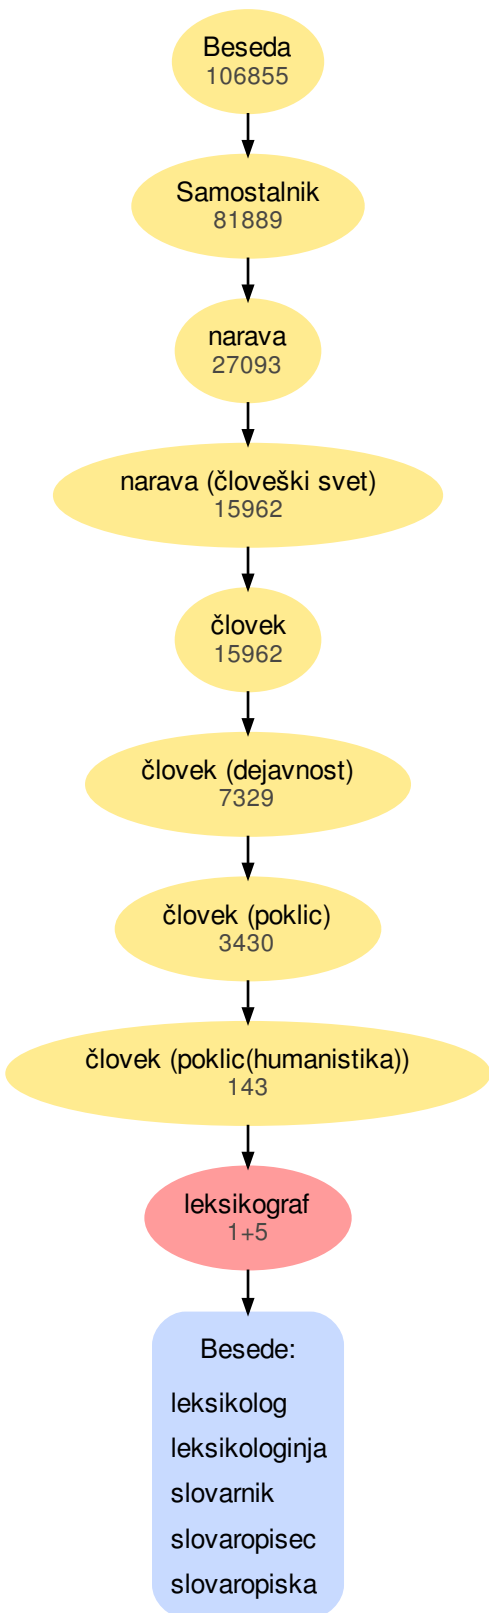 Beseda
106855
Samostalnik
81889
narava
27093
narava (človeški svet)
15962
človek
15962
človek (dejavnost)
7329
človek (poklic)
3430
človek (poklic(humanistika))
143
leksikograf
1+5
Besede:
leksikolog
leksikologinja
slovarnik
slovaropisec
slovaropiska